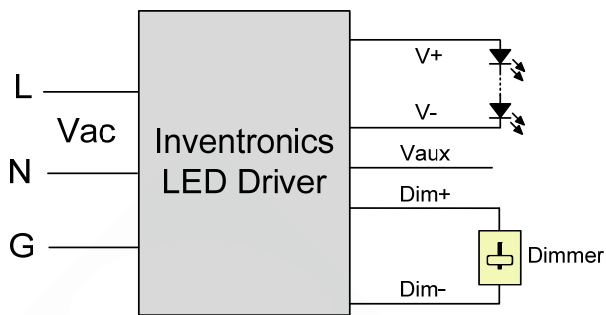 L
Vac
N
G
Inventronics
LED Driver
V+
V-
Vaux
Dim+
Dim-
Dimmer